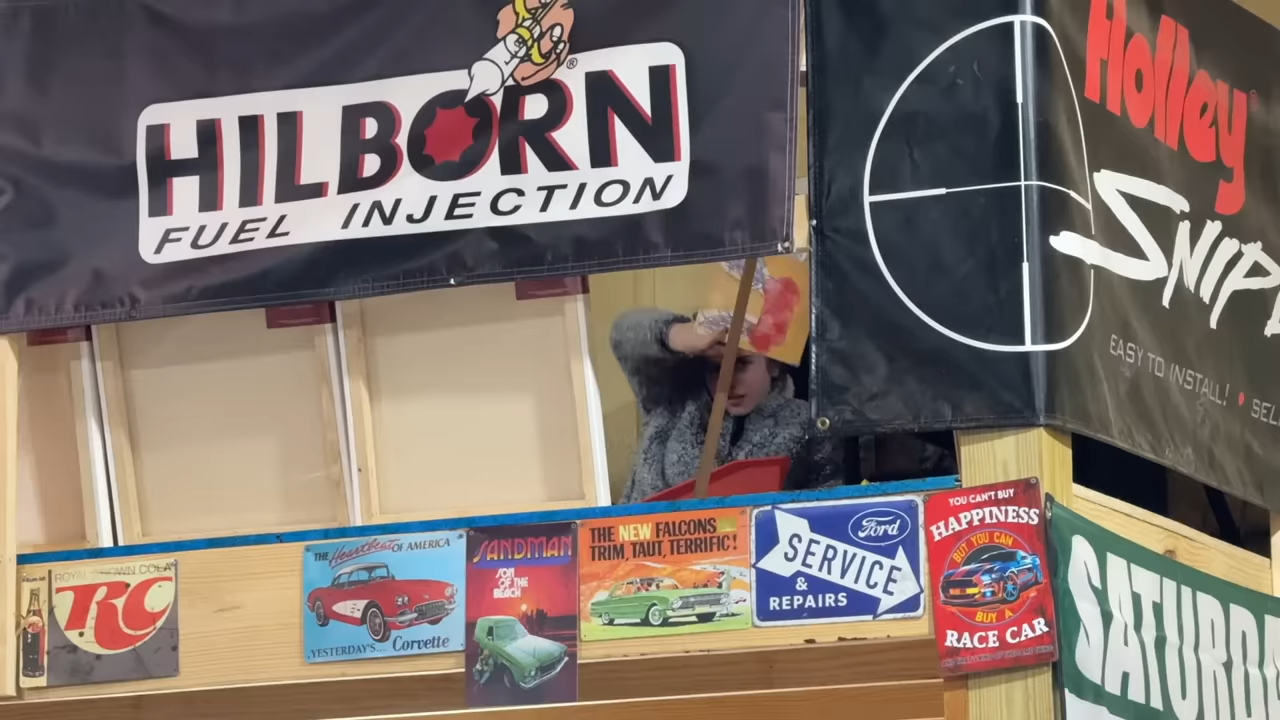 HILBORN
®
FUEL INJECTION
Holley
EASY TO INSTALL! •
ROYAL CROWN COLA
RC
THE Heartbeat OF AMERICA
YESTERDAY'S... Corvette
SANDMAN
SON
OF THE
BEACH
THE NEW FALCONS
TRIM, TAUT, TERRIFIC!
Ford
SERVICE
&
REPAIRS
YOU CAN'T BUY
HAPPINESS
BUT YOU CAN
BUY A
RACE CAR